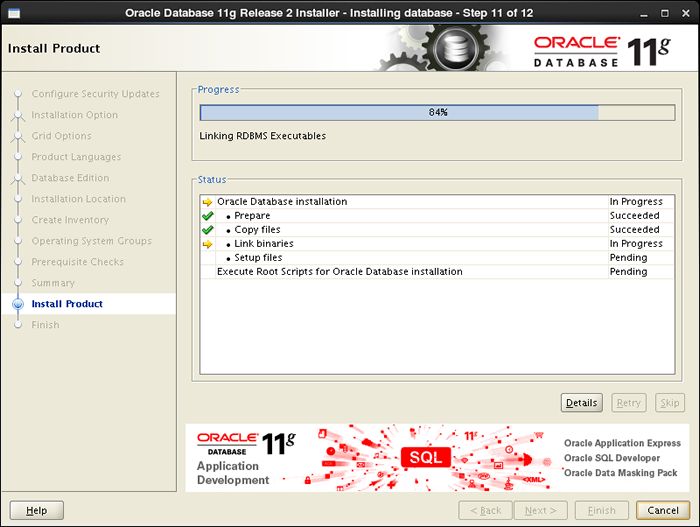 Oracle Database 11g Release 2 Installer - Installing database - Step 11 of 12
Install Product
ORACLE
DATABASE
11g
Configure Security Updates
Installation Option
Grid Options
Product Languages
Database Edition
Installation Location
Create Inventory
Operating System Groups
Prerequisite Checks
Summary
Install Product
Finish
Progress
84%
Linking RDBMS Executables
Status
Oracle Database installation In Progress
• Prepare Succeeded
• Copy files Succeeded
• Link binaries In Progress
• Setup files Pending
Execute Root Scripts for Oracle Database installation Pending
Details Retry Skip
ORACLE
DATABASE
11g
Application
Development
11g
SQL
<XML>
Oracle Application Express
Oracle SQL Developer
Oracle Data Masking Pack
Help < Back Next > Finish Cancel